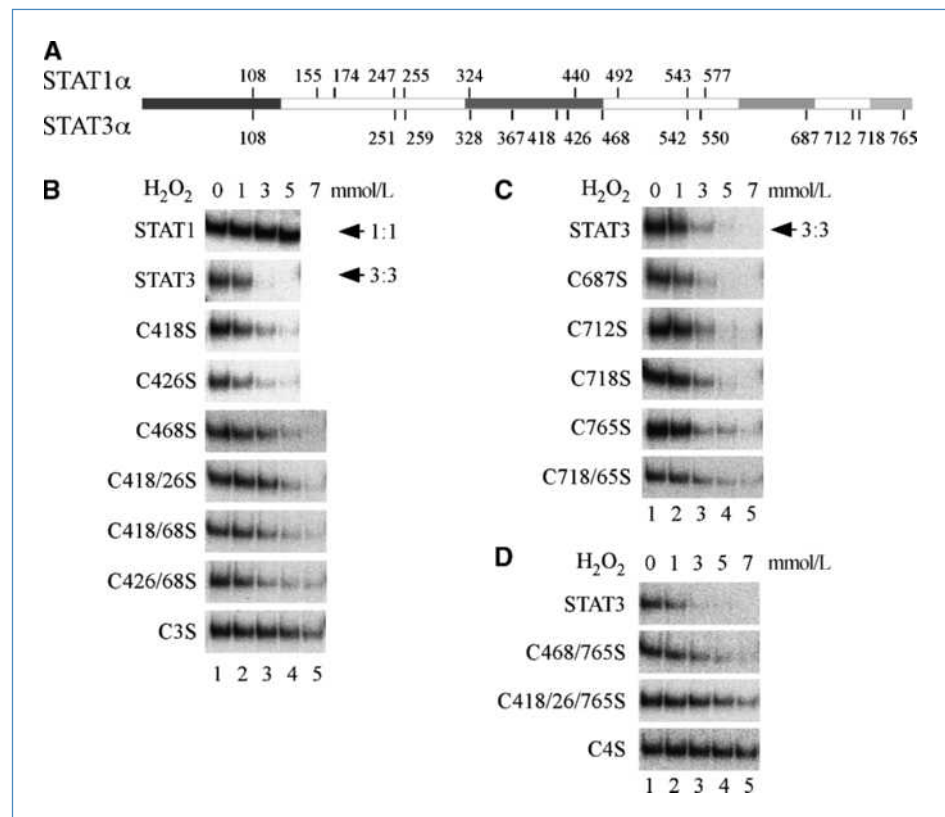 A
108 155 174 247 255 324 440 492 543 577
STAT1α
STAT3α
108 251 259 328 367 418 426 468 542 550 687 712 718 765
B
H₂O₂ 0 1 3 5 7 mmol/L
STAT1 1:1
STAT3 3:3
C418S
C426S
C468S
C418/26S
C418/68S
C426/68S
C3S
1 2 3 4 5
C
H₂O₂ 0 1 3 5 7 mmol/L
STAT3 3:3
C687S
C712S
C718S
C765S
C718/65S
1 2 3 4 5
D
H₂O₂ 0 1 3 5 7 mmol/L
STAT3
C468/765S
C418/26/765S
C4S
1 2 3 4 5